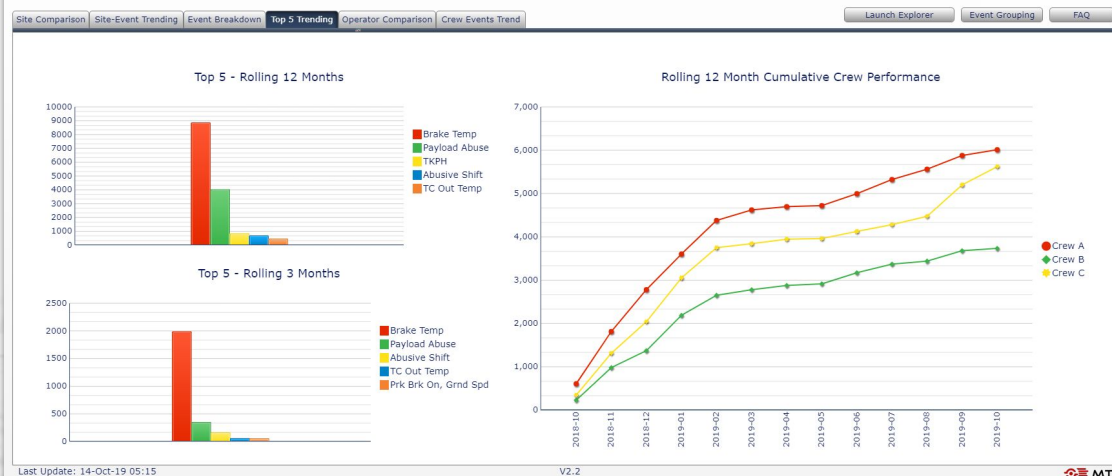 Site Comparison Site-Event Trending Event Breakdown Top 5 Trending Operator Comparison Crew Events Trend Launch Explorer Event Grouping FAQ
Top 5 - Rolling 12 Months
10000
9000
8000
7000
6000
5000
4000
3000
2000
1000
0
Brake Temp
Payload Abuse
TKPH
Abusive Shift
TC Out Temp
Top 5 - Rolling 3 Months
2500
2000
1500
1000
500
0
Brake Temp
Payload Abuse
Abusive Shift
TC Out Temp
Prk Brk On, Grnd Spd
Rolling 12 Month Cumulative Crew Performance
7,000
6,000
5,000
4,000
3,000
2,000
1,000
0
2018-10
2018-11
2018-12
2019-01
2019-02
2019-03
2019-04
2019-05
2019-06
2019-07
2019-08
2019-09
2019-10
Crew A
Crew B
Crew C
Last Update: 14-Oct-19 05:15 V2.2